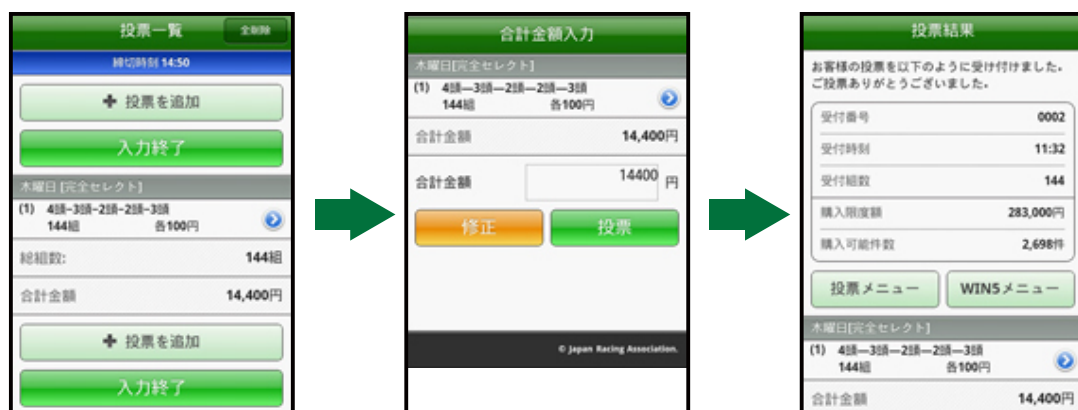 投票一覧
全削除
締切時刻 14:50
✚ 投票を追加
入力終了
木曜日 [完全セレクト]
(1) 4頭-3頭-2頭-2頭-3頭
144組 各100円
総組数: 144組
合計金額 14,400円
✚ 投票を追加
入力終了
合計金額入力
木曜日[完全セレクト]
(1) 4頭―3頭―2頭―2頭―3頭
144組 各100円
合計金額 14,400円
合計金額 14400 円
修正 投票
© Japan Racing Association.
投票結果
お客様の投票を以下のように受け付けました。
ご投票ありがとうございました。
受付番号 0002
受付時刻 11:32
受付組数 144
購入限度額 283,000円
購入可能件数 2,698件
投票メニュー WIN5メニュー
木曜日[完全セレクト]
(1) 4頭―3頭―2頭―2頭―3頭
144組 各100円
合計金額 14,400円